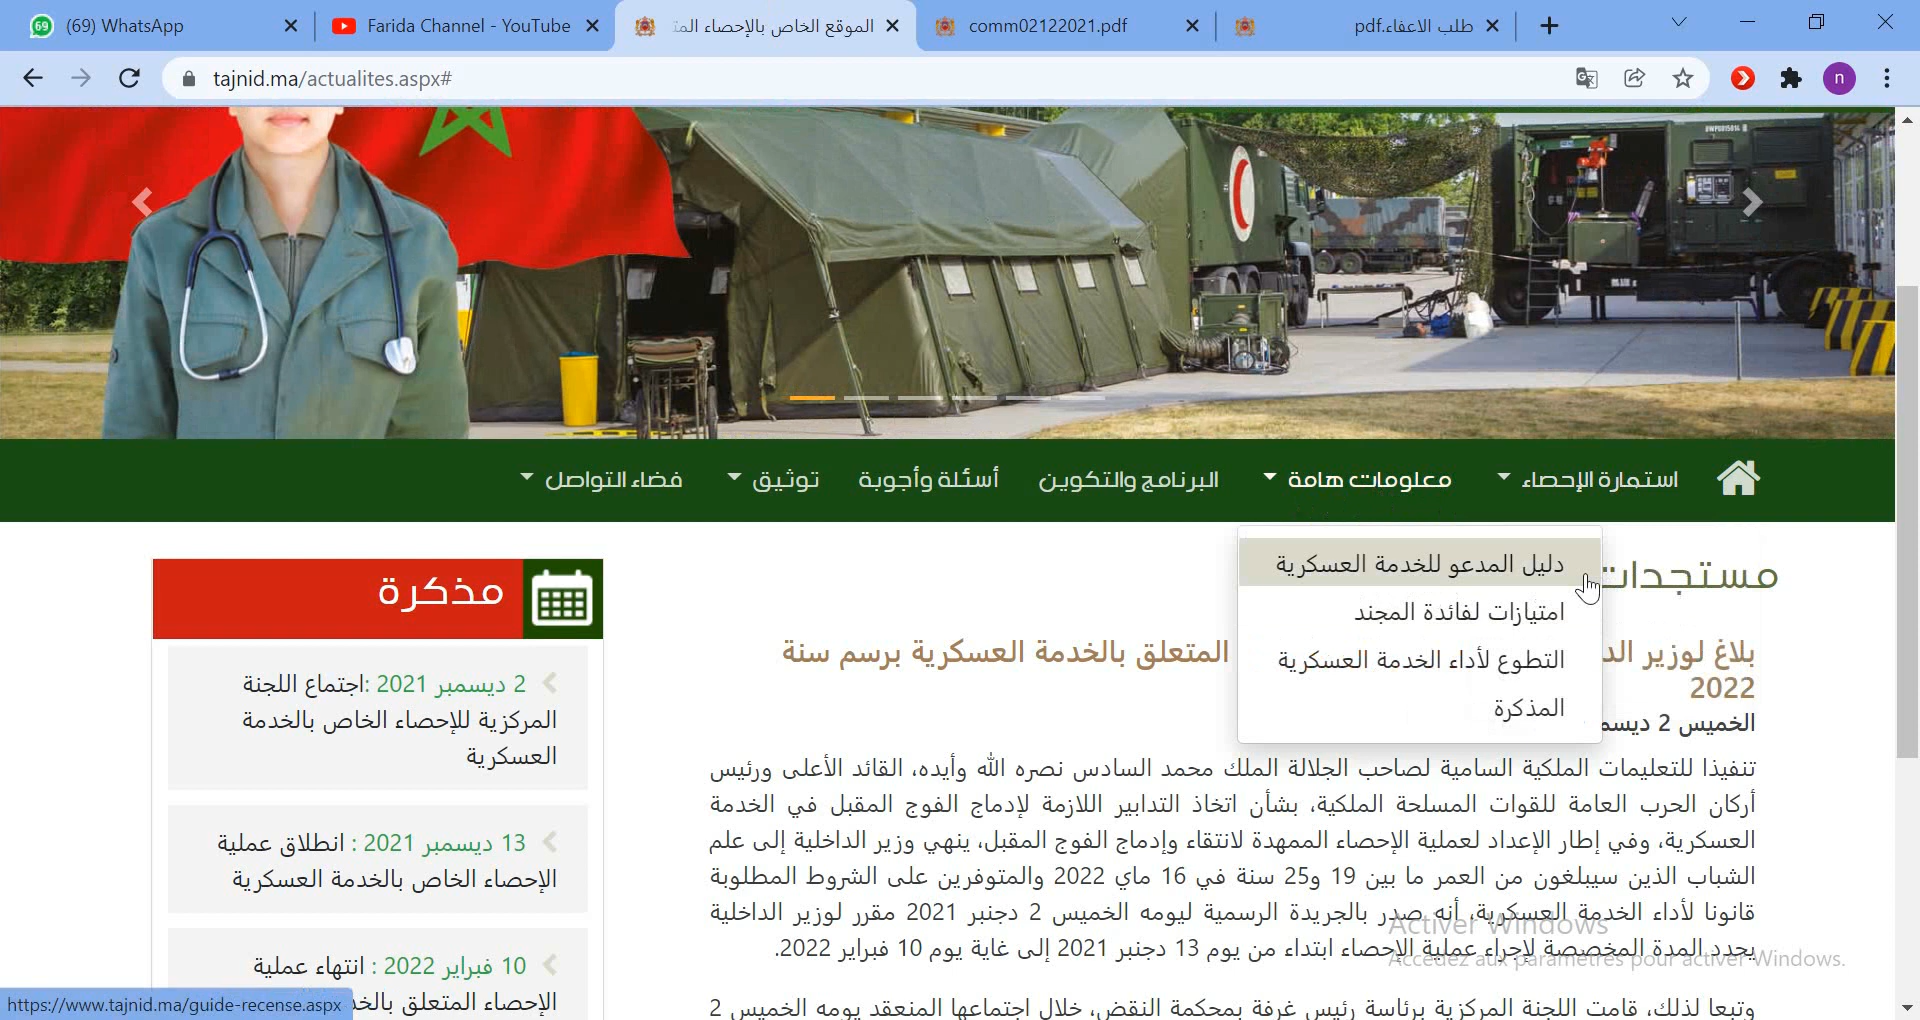 (69) WhatsApp
Farida Channel - YouTube
الموقع الخاص بالإحصاء المت
comm02122021.pdf
طلب الاعفاء.pdf
tajnid.ma/actualites.aspx#
n
استمارة الإحصاء
معلومات هامة
البرنامج والتكوين
أسئلة وأجوبة
توثيق
فضاء التواصل
دليل المدعو للخدمة العسكرية
امتيازات لفائدة المجند
التطوع لأداء الخدمة العسكرية
المذكرة
مستجدات
بلاغ لوزير الد المتعلق بالخدمة العسكرية برسم سنة
2022
الخميس 2 ديسم
تنفيذا للتعليمات الملكية السامية لصاحب الجلالة الملك محمد السادس نصره الله وأيده، القائد الأعلى ورئيس
أركان الحرب العامة للقوات المسلحة الملكية، بشأن اتخاذ التدابير اللازمة لإدماج الفوج المقبل في الخدمة
العسكرية، وفي إطار الإعداد لعملية الإحصاء الممهدة لانتقاء وإدماج الفوج المقبل، ينهي وزير الداخلية إلى علم
الشباب الذين سيبلغون من العمر ما بين 19 و25 سنة في 16 ماي 2022 والمتوفرين على الشروط المطلوبة
قانونا لأداء الخدمة العسكرية، أنه صدر بالجريدة الرسمية ليومه الخميس 2 دجنبر 2021 مقرر لوزير الداخلية
يحدد المدة المخصصة لإجراء عملية الإحصاء ابتداء من يوم 13 دجنبر 2021 إلى غاية يوم 10 فبراير 2022.
وتبعا لذلك، قامت اللجنة المركزية برئاسة رئيس غرفة بمحكمة النقض، خلال اجتماعها المنعقد يومه الخميس 2
مذكرة
2 ديسمبر 2021 :اجتماع اللجنة
المركزية للإحصاء الخاص بالخدمة
العسكرية
13 ديسمبر 2021 : انطلاق عملية
الإحصاء الخاص بالخدمة العسكرية
10 فبراير 2022 : انتهاء عملية
الإحصاء المتعلق بالخد
Activer Windows
Accédez aux paramètres pour activer Windows.
https://www.tajnid.ma/guide-recense.aspx